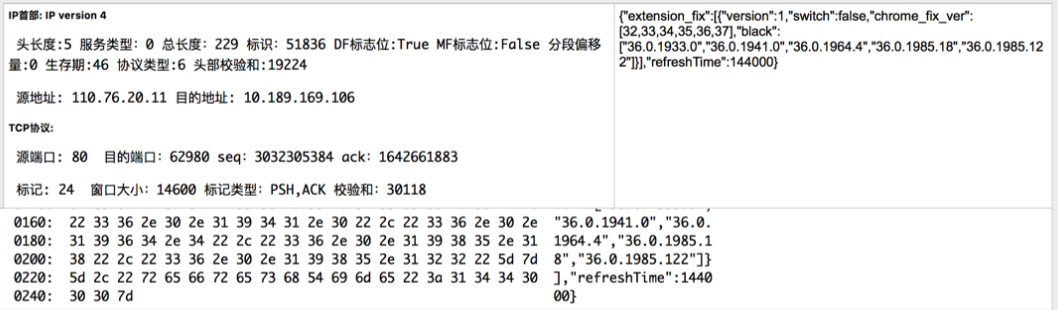 IP首部: IP version 4
头长度:5 服务类型: 0 总长度: 229 标识: 51836 DF标志位:True MF标志位:False 分段偏移
量:0 生存期:46 协议类型:6 头部校验和:19224
源地址: 110.76.20.11 目的地址: 10.189.169.106
TCP协议:
源端口: 80 目的端口: 62980 seq: 3032305384 ack: 1642661883
标记: 24 窗口大小: 14600 标记类型: PSH,ACK 校验和: 30118
{"extension_fix":[{"version":1,"switch":false,"chrome_fix_ver":
[32,33,34,35,36,37],"black":
["36.0.1933.0","36.0.1941.0","36.0.1964.4","36.0.1985.18","36.0.1985.12
2"]}],"refreshTime":144000}
0160: 22 33 36 2e 30 2e 31 39 34 31 2e 30 22 2c 22 33 36 2e 30 2e "36.0.1941.0","36.0.
0180: 31 39 36 34 2e 34 22 2c 22 33 36 2e 30 2e 31 39 38 35 2e 31 1964.4","36.0.1985.1
0200: 38 22 2c 22 33 36 2e 30 2e 31 39 38 35 2e 31 32 32 22 5d 7d 8","36.0.1985.122"]}
0220: 5d 2c 22 72 65 66 72 65 73 68 54 69 6d 65 22 3a 31 34 34 30 ],"refreshTime":1440
0240: 30 30 7d 00}